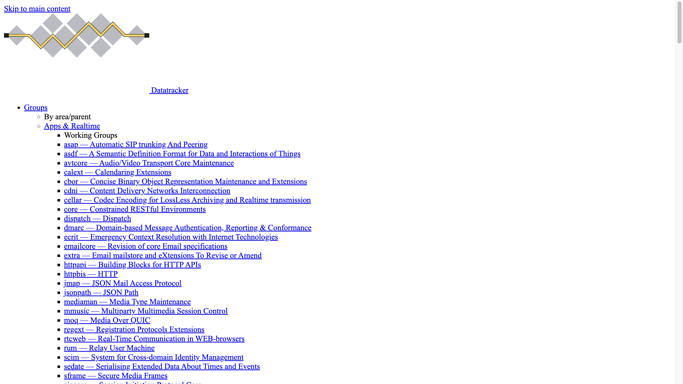 Skip to main content
Datatracker
Groups
By area/parent
Apps & Realtime
Working Groups
asap — Automatic SIP trunking And Peering
asdf — A Semantic Definition Format for Data and Interactions of Things
avtcore — Audio/Video Transport Core Maintenance
calext — Calendaring Extensions
cbor — Concise Binary Object Representation Maintenance and Extensions
cdni — Content Delivery Networks Interconnection
cellar — Codec Encoding for LossLess Archiving and Realtime transmission
core — Constrained RESTful Environments
dispatch — Dispatch
dmarc — Domain-based Message Authentication, Reporting & Conformance
ecrit — Emergency Context Resolution with Internet Technologies
emailcore — Revision of core Email specifications
extra — Email mailstore and eXtensions To Revise or Amend
httpapi — Building Blocks for HTTP APIs
httpbis — HTTP
jmap — JSON Mail Access Protocol
jsonpath — JSON Path
mediaman — Media Type Maintenance
mmusic — Multiparty Multimedia Session Control
moq — Media Over QUIC
regext — Registration Protocols Extensions
rtcweb — Real-Time Communication in WEB-browsers
rum — Relay User Machine
scim — System for Cross-domain Identity Management
sedate — Serialising Extended Data About Times and Events
sframe — Secure Media Frames